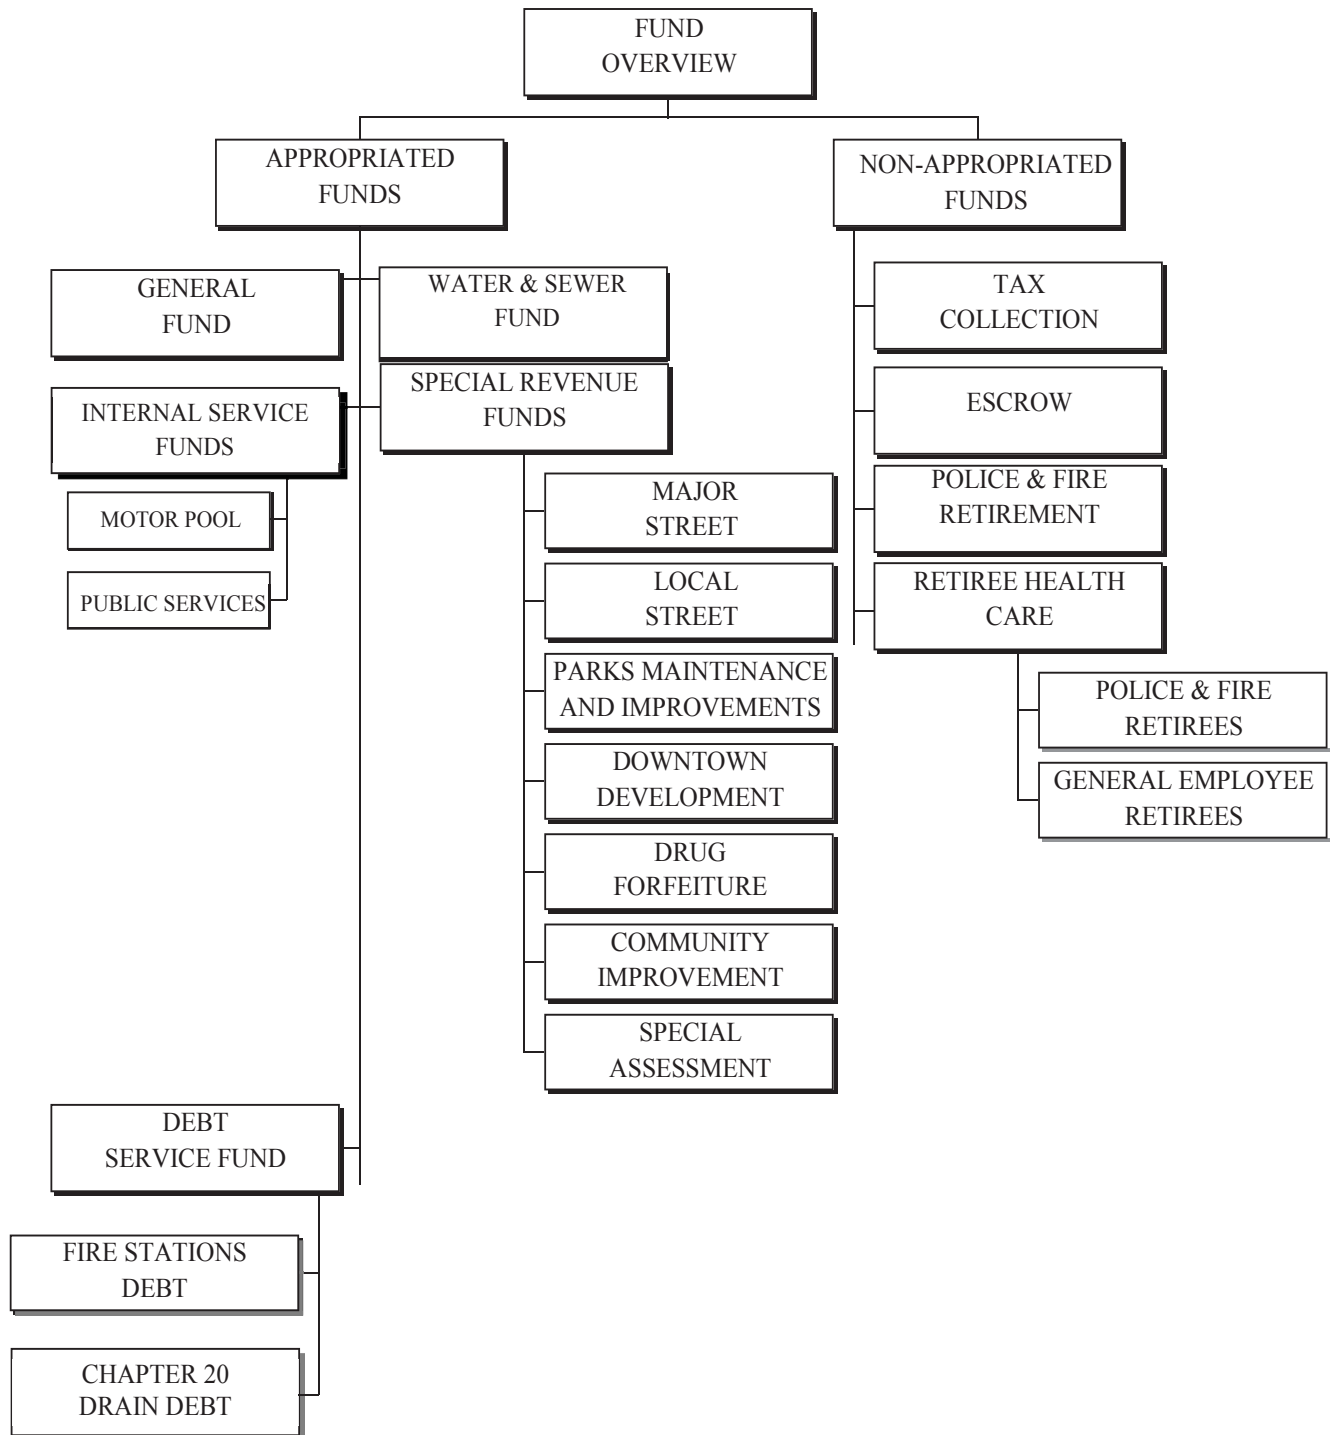 FUND
OVERVIEW
APPROPRIATED
FUNDS
NON-APPROPRIATED
FUNDS
GENERAL
FUND
WATER & SEWER
FUND
INTERNAL SERVICE
FUNDS
MOTOR POOL
PUBLIC SERVICES
SPECIAL REVENUE
FUNDS
MAJOR
STREET
LOCAL
STREET
PARKS MAINTENANCE
AND IMPROVEMENTS
DOWNTOWN
DEVELOPMENT
DRUG
FORFEITURE
COMMUNITY
IMPROVEMENT
SPECIAL
ASSESSMENT
DEBT
SERVICE FUND
FIRE STATIONS
DEBT
CHAPTER 20
DRAIN DEBT
TAX
COLLECTION
ESCROW
POLICE & FIRE
RETIREMENT
RETIREE HEALTH
CARE
POLICE & FIRE
RETIREES
GENERAL EMPLOYEE
RETIREES